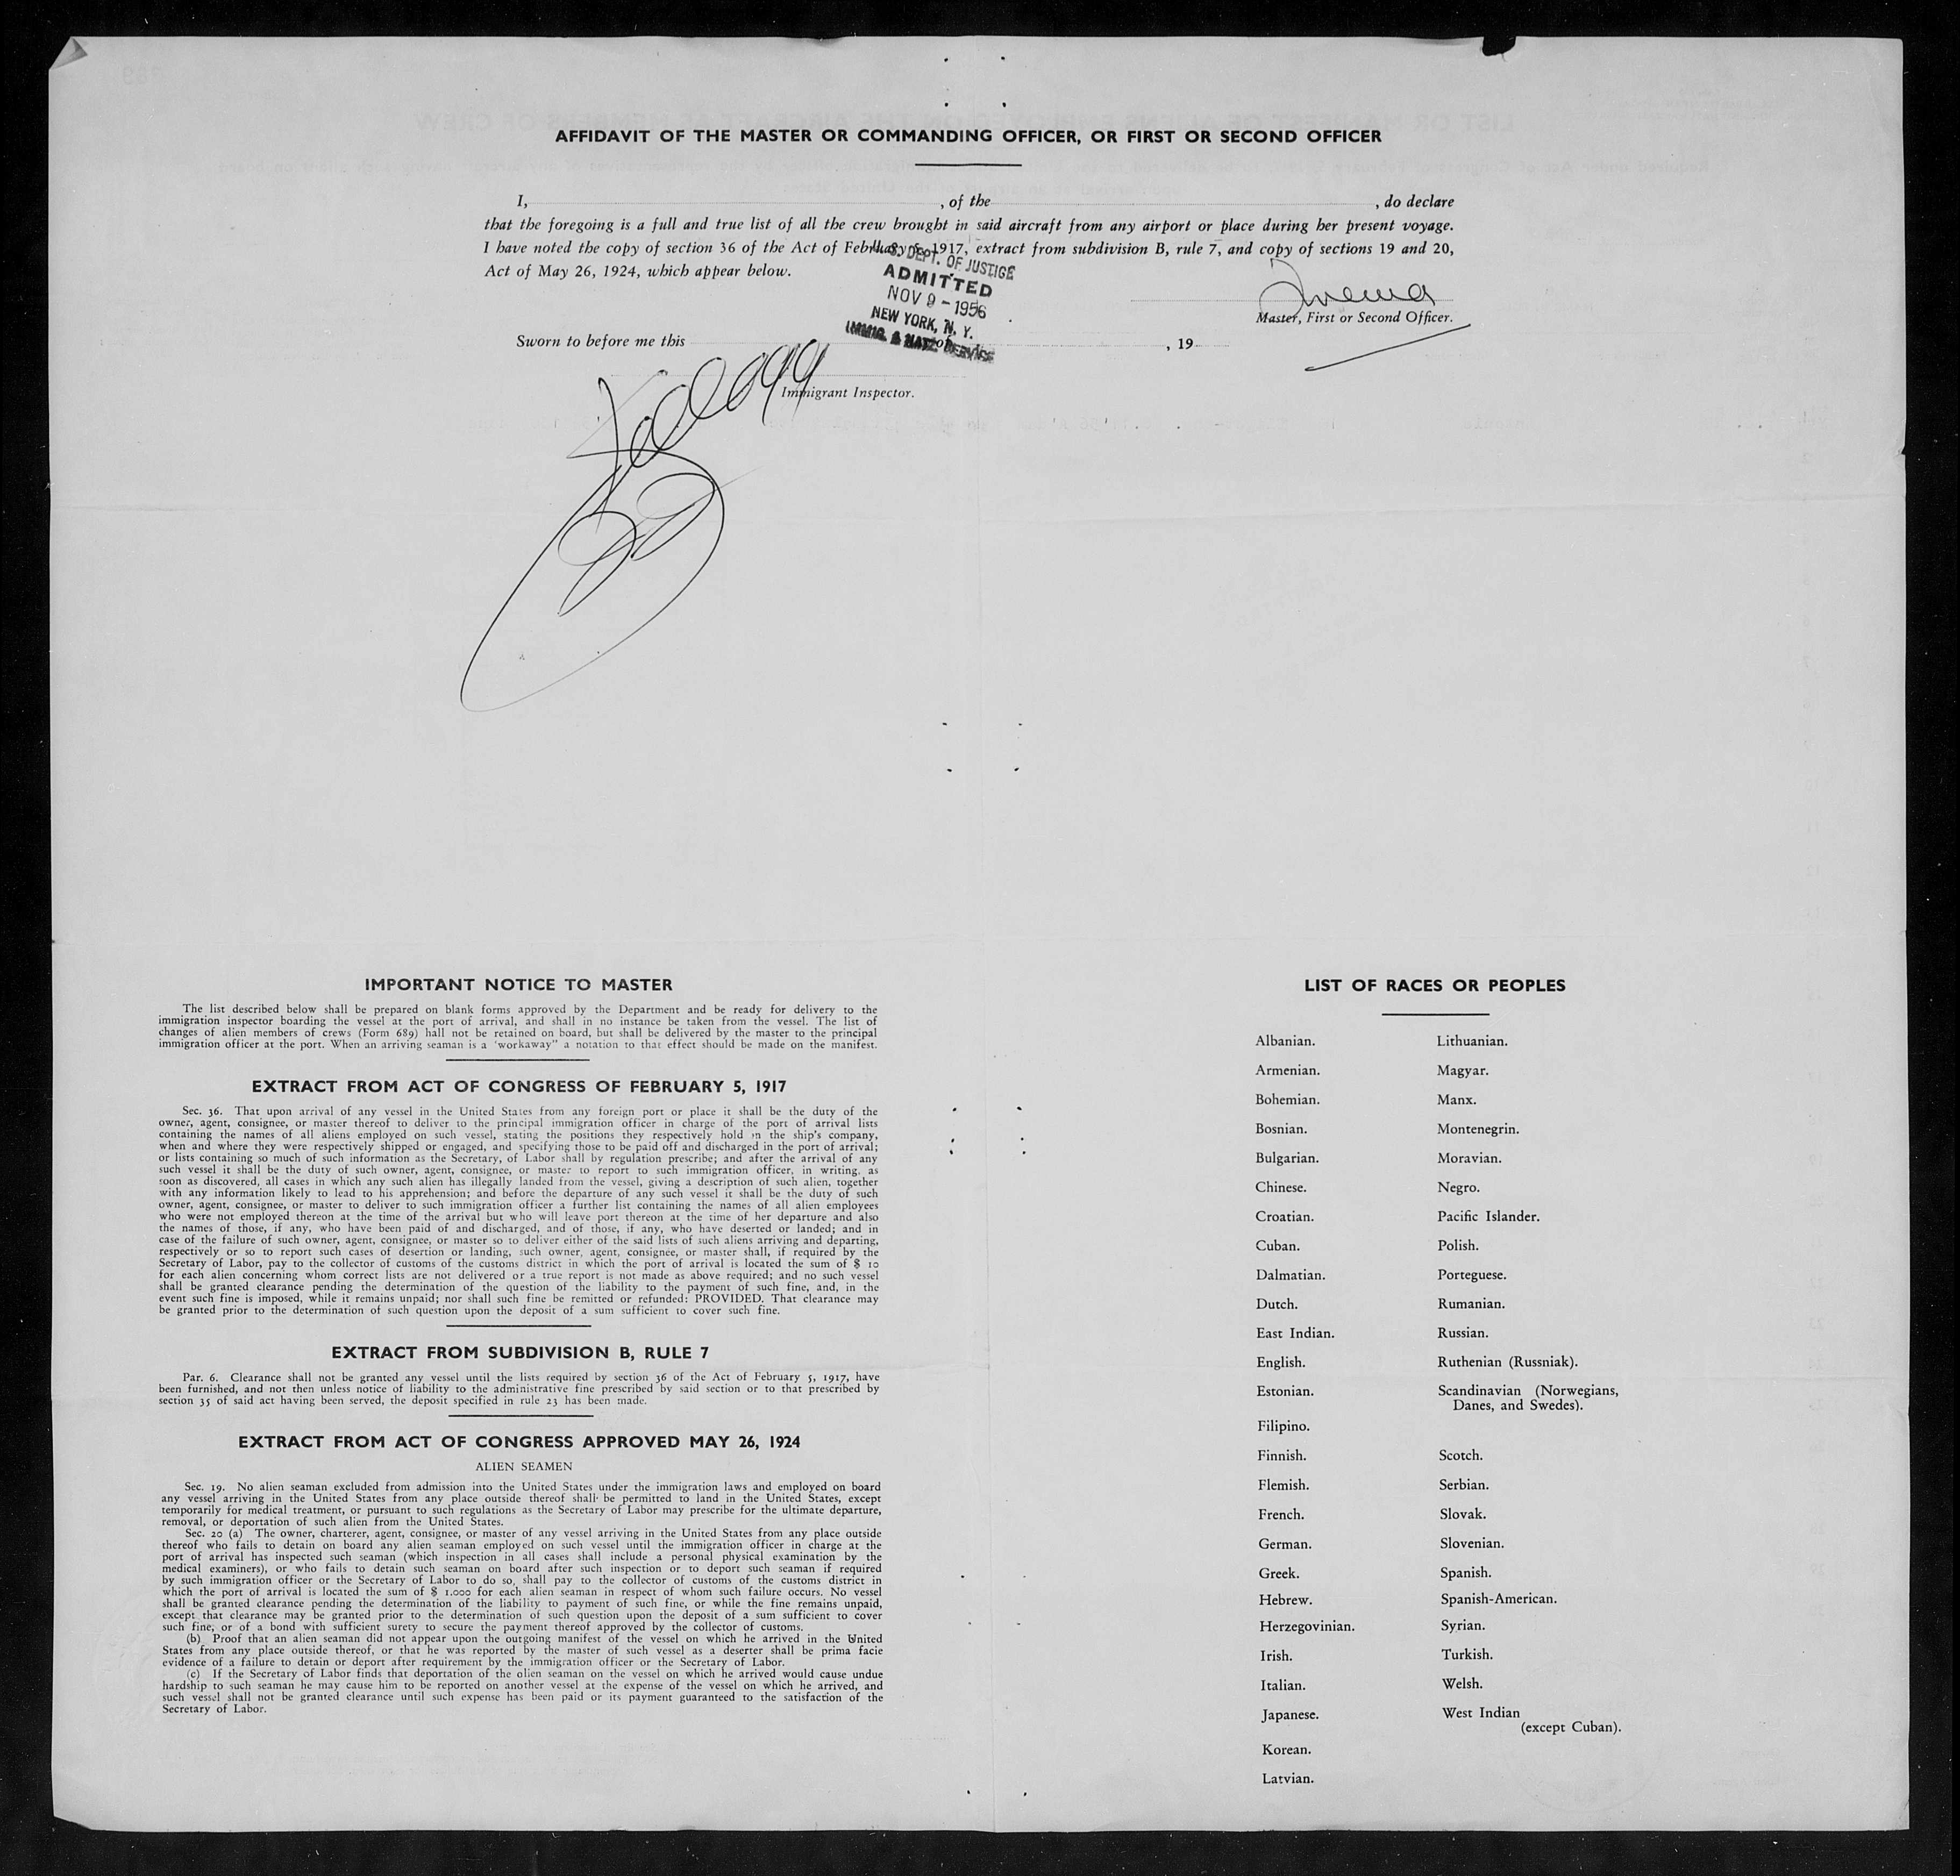 AFFIDAVIT OF THE MASTER OR COMMANDING OFFICER, OR FIRST OR SECOND OFFICER
I, , of the , do declare
that the foregoing is a full and true list of all the crew brought in said aircraft from any airport or place during her present voyage.
I have noted the copy of section 36 of the Act of February 5, 1917, extract from subdivision B, rule 7, and copy of sections 19 and 20,
Act of May 26, 1924, which appear below.
U. S. DEPT. OF JUSTICE
ADMITTED
NOV 9 - 1956
NEW YORK, N. Y.
IMMIG. & NATZ. SERVICE
Master, First or Second Officer.
Sworn to before me this of , 19
Immigrant Inspector.
IMPORTANT NOTICE TO MASTER
The list described below shall be prepared on blank forms approved by the Department and be ready for delivery to the
immigration inspector boarding the vessel at the port of arrival, and shall in no instance be taken from the vessel. The list of
changes of alien members of crews (Form 689) hall not be retained on board, but shall be delivered by the master to the principal
immigration officer at the port. When an arriving seaman is a 'workaway" a notation to that effect should be made on the manifest.
EXTRACT FROM ACT OF CONGRESS OF FEBRUARY 5, 1917
Sec. 36. That upon arrival of any vessel in the United States from any foreign port or place it shall be the duty of the
owner, agent, consignee, or master thereof to deliver to the principal immigration officer in charge of the port of arrival lists
containing the names of all aliens employed on such vessel, stating the positions they respectively hold in the ship's company,
when and where they were respectively shipped or engaged, and specifying those to be paid off and discharged in the port of arrival;
or lists containing so much of such information as the Secretary, of Labor shall by regulation prescribe; and after the arrival of any
such vessel it shall be the duty of such owner, agent, consignee, or master to report to such immigration officer, in writing, as
soon as discovered, all cases in which any such alien has illegally landed from the vessel, giving a description of such alien, together
with any information likely to lead to his apprehension; and before the departure of any such vessel it shall be the duty of such
owner, agent, consignee, or master to deliver to such immigration officer a further list containing the names of all alien employees
who were not employed thereon at the time of the arrival but who will leave port thereon at the time of her departure and also
the names of those, if any, who have been paid of and discharged, and of those, if any, who have deserted or landed; and in
case of the failure of such owner, agent, consignee, or master so to deliver either of the said lists of such aliens arriving and departing,
respectively or so to report such cases of desertion or landing, such owner, agent, consignee, or master shall, if required by the
Secretary of Labor, pay to the collector of customs of the customs district in which the port of arrival is located the sum of $ 10
for each alien concerning whom correct lists are not delivered or a true report is not made as above required; and no such vessel
shall be granted clearance pending the determination of the question of the liability to the payment of such fine, and, in the
event such fine is imposed, while it remains unpaid; nor shall such fine be remitted or refunded: PROVIDED. That clearance may
be granted prior to the determination of such question upon the deposit of a sum sufficient to cover such fine.
EXTRACT FROM SUBDIVISION B, RULE 7
Par. 6. Clearance shall not be granted any vessel until the lists required by section 36 of the Act of February 5, 1917, have
been furnished, and not then unless notice of liability to the administrative fine prescribed by said section or to that prescribed by
section 35 of said act having been served, the deposit specified in rule 23 has been made.
EXTRACT FROM ACT OF CONGRESS APPROVED MAY 26, 1924
ALIEN SEAMEN
Sec. 19. No alien seaman excluded from admission into the United States under the immigration laws and employed on board
any vessel arriving in the United States from any place outside thereof shall be permitted to land in the United States, except
temporarily for medical treatment, or pursuant to such regulations as the Secretary of Labor may prescribe for the ultimate departure,
removal, or deportation of such alien from the United States.
Sec. 20 (a) The owner, charterer, agent, consignee, or master of any vessel arriving in the United States from any place outside
thereof who fails to detain on board any alien seaman employed on such vessel until the immigration officer in charge at the
port of arrival has inspected such seaman (which inspection in all cases shall include a personal physical examination by the
medical examiners), or who fails to detain such seaman on board after such inspection or to deport such seaman if required
by such immigration officer or the Secretary of Labor to do so, shall pay to the collector of customs of the customs district in
which the port of arrival is located the sum of $ 1.000 for each alien seaman in respect of whom such failure occurs. No vessel
shall be granted clearance pending the determination of the liability to payment of such fine, or while the fine remains unpaid,
except that clearance may be granted prior to the determination of such question upon the deposit of a sum sufficient to cover
such fine, or of a bond with sufficient surety to secure the payment thereof approved by the collector of customs.
(b) Proof that an alien seaman did not appear upon the outgoing manifest of the vessel on which he arrived in the United
States from any place outside thereof, or that he was reported by the master of such vessel as a deserter shall be prima facie
evidence of a failure to detain or deport after requirement by the immigration officer or the Secretary of Labor.
(c) If the Secretary of Labor finds that deportation of the olien seaman on the vessel on which he arrived would cause undue
hardship to such seaman he may cause him to be reported on another vessel at the expense of the vessel on which he arrived, and
such vessel shall not be granted clearance until such expense has been paid or its payment guaranteed to the satisfaction of the
Secretary of Labor.
LIST OF RACES OR PEOPLES
Albanian. Lithuanian.
Armenian. Magyar.
Bohemian. Manx.
Bosnian. Montenegrin.
Bulgarian. Moravian.
Chinese. Negro.
Croatian. Pacific Islander.
Cuban. Polish.
Dalmatian. Porteguese.
Dutch. Rumanian.
East Indian. Russian.
English. Ruthenian (Russniak).
Estonian. Scandinavian (Norwegians,
Danes, and Swedes).
Filipino.
Finnish. Scotch.
Flemish. Serbian.
French. Slovak.
German. Slovenian.
Greek. Spanish.
Hebrew. Spanish-American.
Herzegovinian. Syrian.
Irish. Turkish.
Italian. Welsh.
Japanese. West Indian
(except Cuban).
Korean.
Latvian.